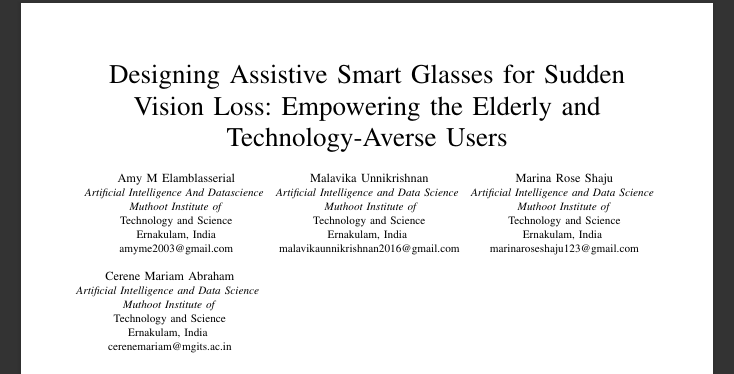 Designing Assistive Smart Glasses for Sudden
Vision Loss: Empowering the Elderly and
Technology-Averse Users
Amy M Elamblasserial
Artificial Intelligence And Datascience
Muthoot Institute of
Technology and Science
Ernakulam, India
amyme2003@gmail.com
Malavika Unnikrishnan
Artificial Intelligence and Data Science
Muthoot Institute of
Technology and Science
Ernakulam, India
malavikaunnikrishnan2016@gmail.com
Marina Rose Shaju
Artificial Intelligence and Data Science
Muthoot Institute of
Technology and Science
Ernakulam, India
marinaroseshaju123@gmail.com
Cerene Mariam Abraham
Artificial Intelligence and Data Science
Muthoot Institute of
Technology and Science
Ernakulam, India
cerenemariam@mgits.ac.in